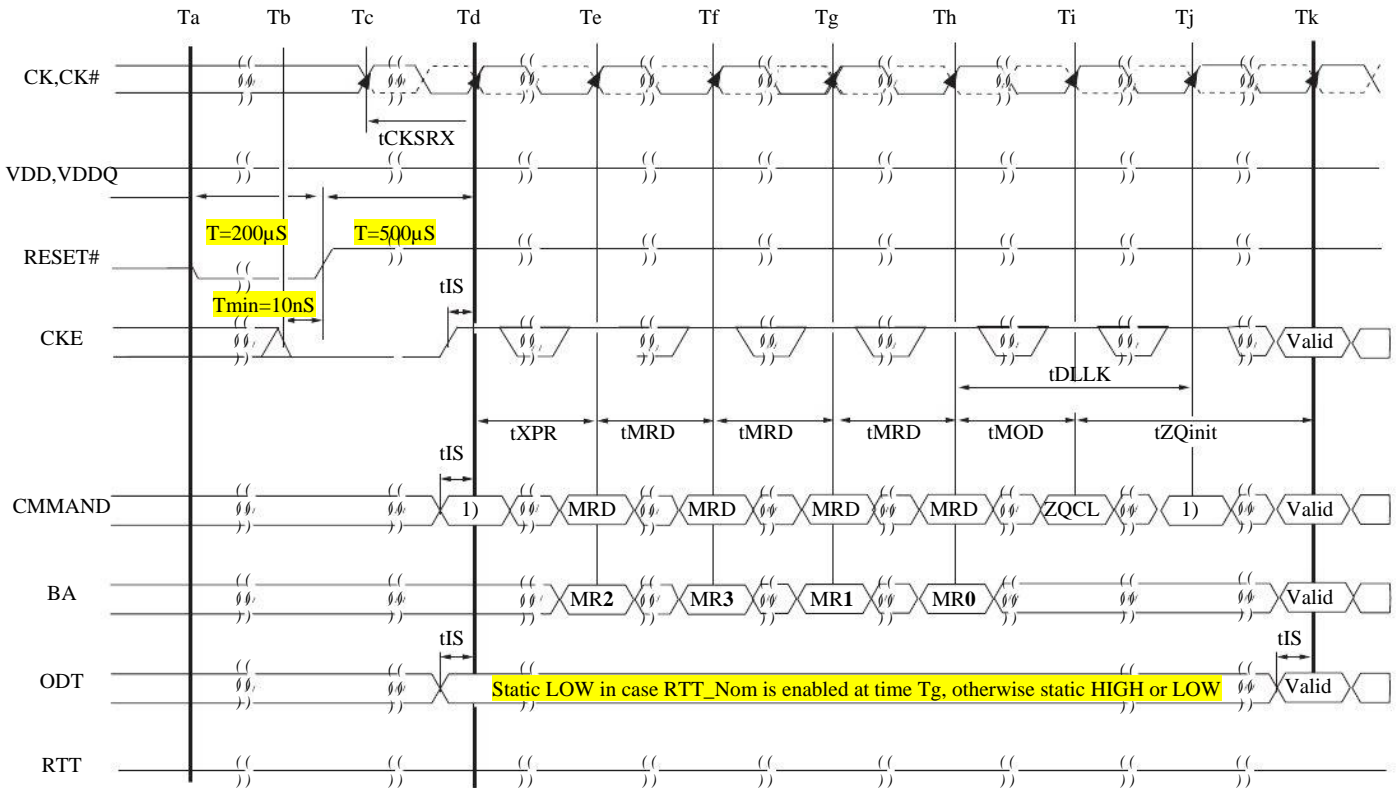 Ta Tb Tc Td Te Tf Tg Th Ti Tj Tk
CK,CK#
tCKSRX
VDD,VDDQ
T=200µS T=500µS
RESET#
Tmin=10nS tIS
CKE Valid
tDLLK
tXPR tMRD tMRD tMRD tMOD tZQinit
tIS
CMMAND 1) MRD MRD MRD MRD ZQCL 1) Valid
BA MR2 MR3 MR1 MR0 Valid
tIS tIS
ODT Static LOW in case RTT_Nom is enabled at time Tg, otherwise static HIGH or LOW Valid
RTT